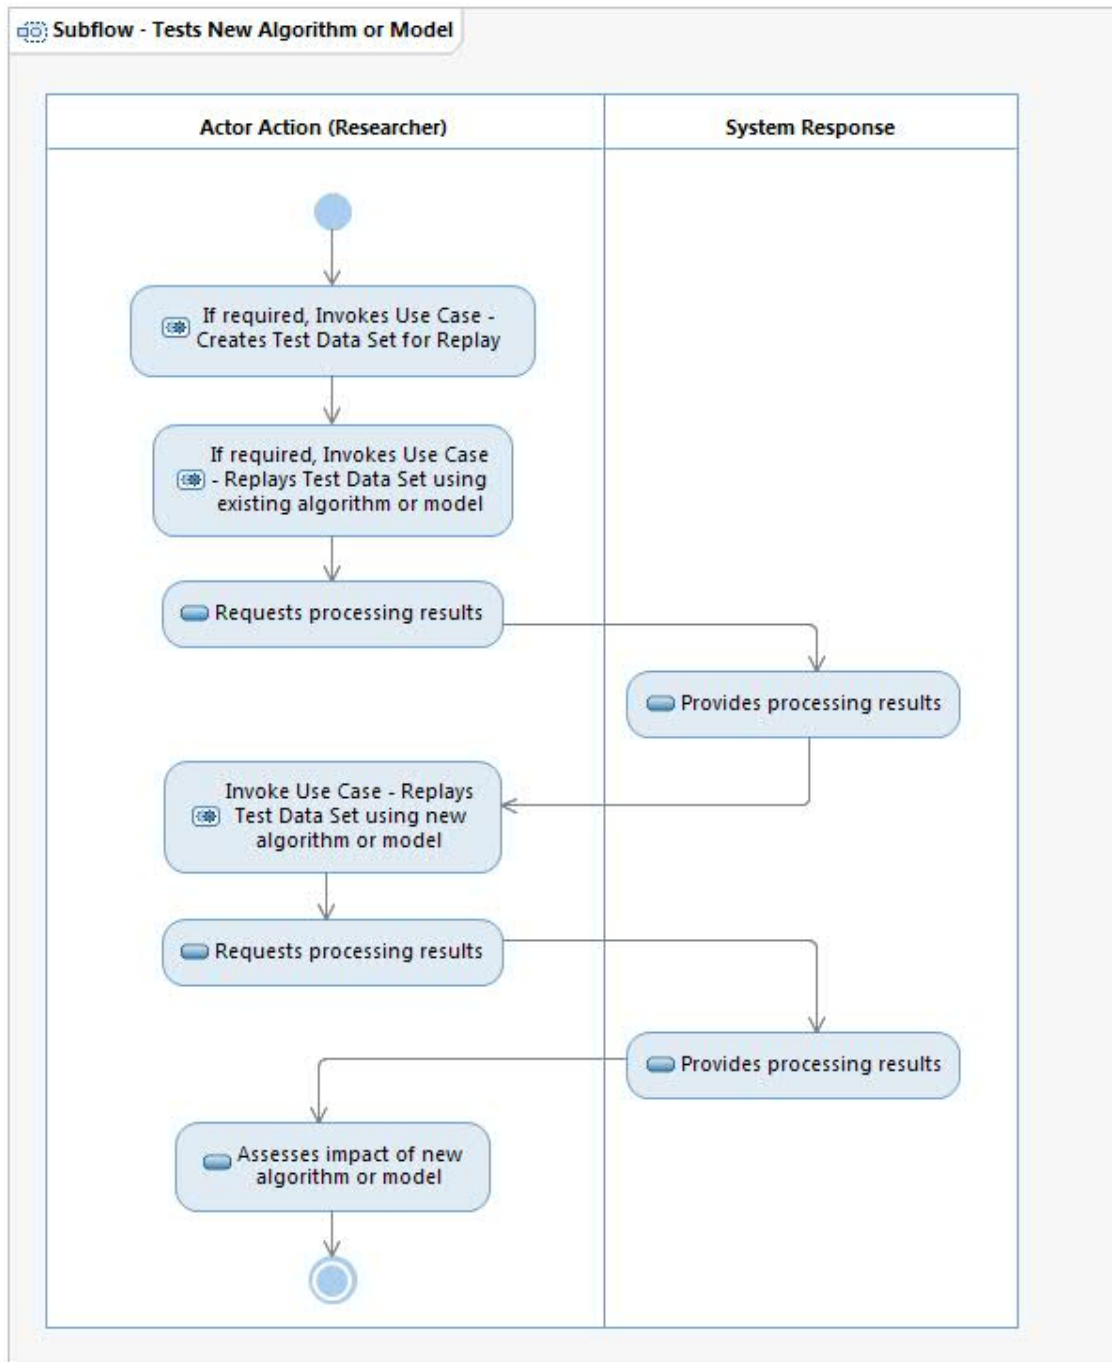 Subflow - Tests New Algorithm or Model
Actor Action (Researcher)
System Response
If required, Invokes Use Case -
Creates Test Data Set for Replay
If required, Invokes Use Case
- Replays Test Data Set using
existing algorithm or model
Requests processing results
Provides processing results
Invoke Use Case - Replays
Test Data Set using new
algorithm or model
Requests processing results
Provides processing results
Assesses impact of new
algorithm or model